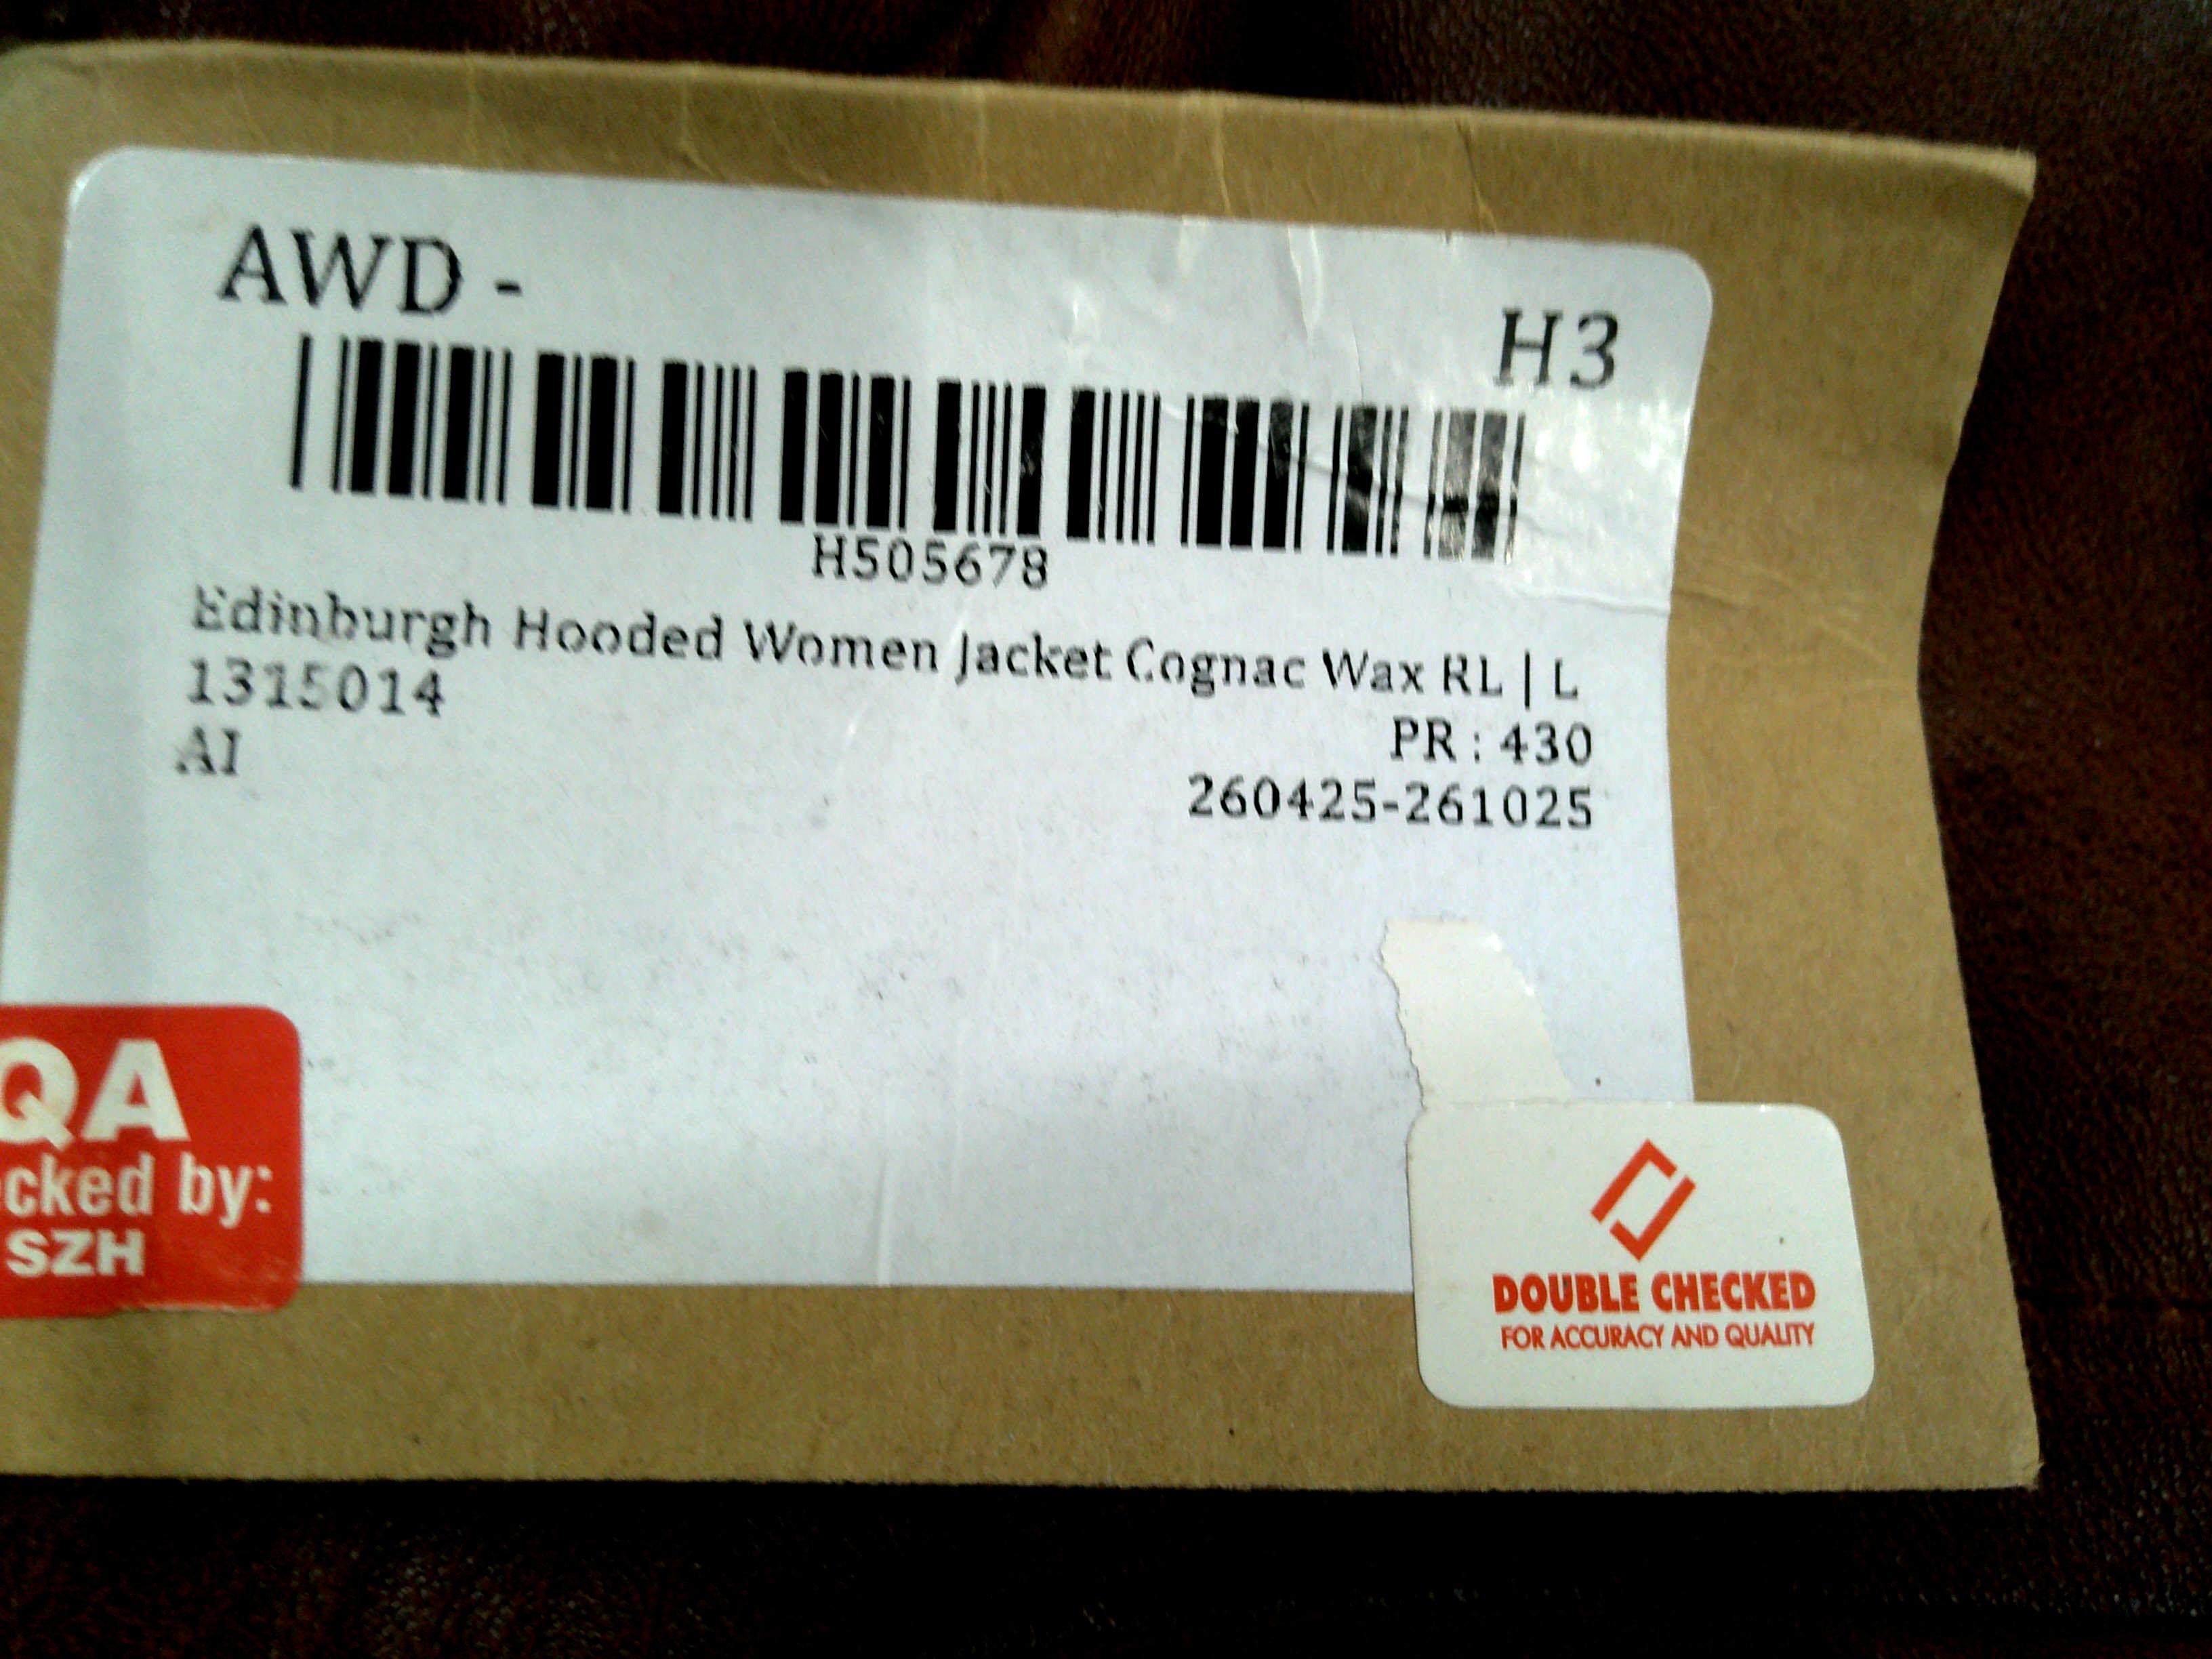 AWD -
H3
H505678
Edinburgh Hooded Women Jacket Cognac Wax RL | L
1315014
PR : 430
AI
260425-261025
QA
cked by:
SZH
DOUBLE CHECKED
FOR ACCURACY AND QUALITY